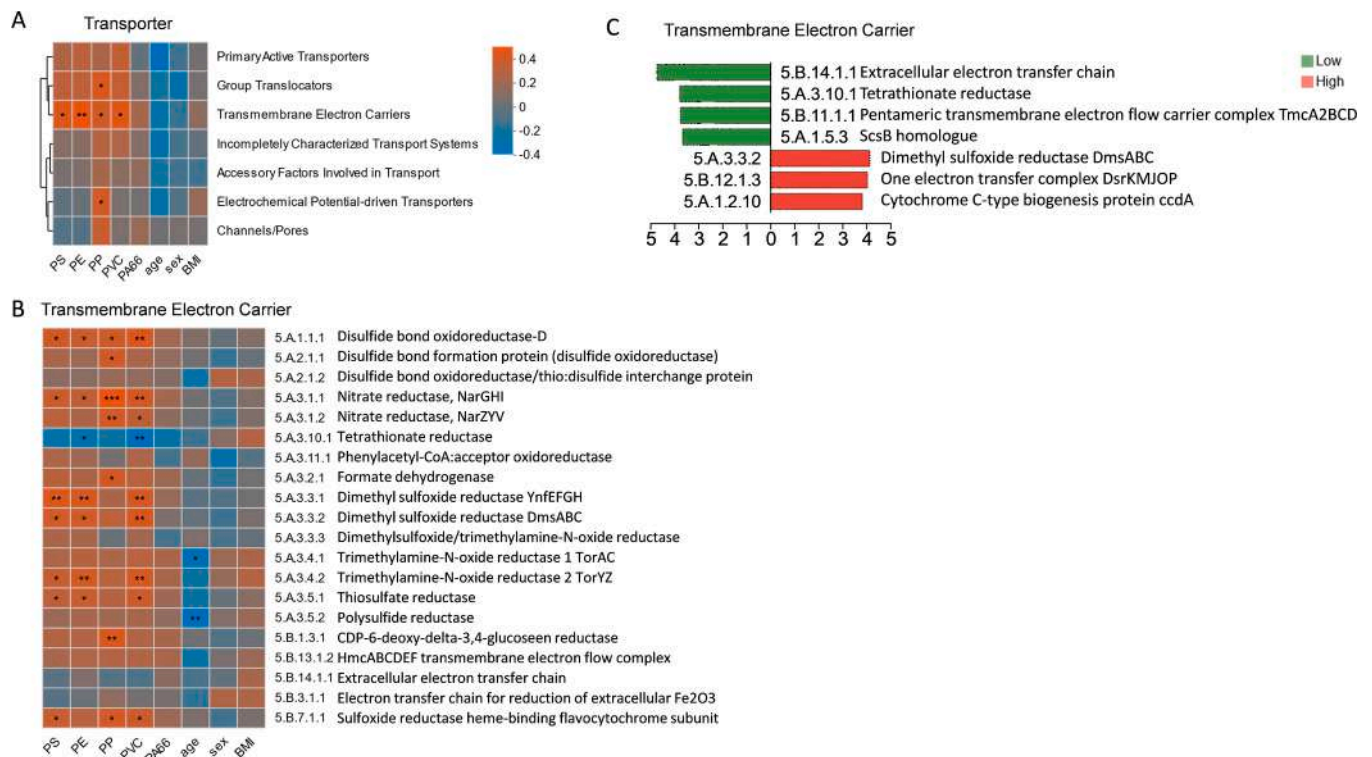 A
Transporter
Primary Active Transporters
Group Translocators
Transmembrane Electron Carriers
Incompletely Characterized Transport Systems
Accessory Factors Involved in Transport
Electrochemical Potential-driven Transporters
Channels/Pores
* 
* ** * *
*
PS PE PP PVC PA66 age sex BMI
0.4
0.2
0
-0.2
-0.4
C
Transmembrane Electron Carrier
Low
High
5.B.14.1.1 Extracellular electron transfer chain
5.A.3.10.1 Tetrathionate reductase
5.B.11.1.1 Pentameric transmembrane electron flow carrier complex TmcA2BCD
5.A.1.5.3 ScsB homologue
5.A.3.3.2 Dimethyl sulfoxide reductase DmsABC
5.B.12.1.3 One electron transfer complex DsrKMJOP
5.A.1.2.10 Cytochrome C-type biogenesis protein ccdA
5 4 3 2 1 0 1 2 3 4 5
B
Transmembrane Electron Carrier
* * * ** 5.A.1.1.1 Disulfide bond oxidoreductase-D
* 5.A.2.1.1 Disulfide bond formation protein (disulfide oxidoreductase)
5.A.2.1.2 Disulfide bond oxidoreductase/thio:disulfide interchange protein
* * *** ** 5.A.3.1.1 Nitrate reductase, NarGHI
** * 5.A.3.1.2 Nitrate reductase, NarZYV
* ** 5.A.3.10.1 Tetrathionate reductase
5.A.3.11.1 Phenylacetyl-CoA:acceptor oxidoreductase
* 5.A.3.2.1 Formate dehydrogenase
** ** ** 5.A.3.3.1 Dimethyl sulfoxide reductase YnfEFGH
* * ** 5.A.3.3.2 Dimethyl sulfoxide reductase DmsABC
5.A.3.3.3 Dimethylsulfoxide/trimethylamine-N-oxide reductase
* 5.A.3.4.1 Trimethylamine-N-oxide reductase 1 TorAC
* ** ** 5.A.3.4.2 Trimethylamine-N-oxide reductase 2 TorYZ
* * * 5.A.3.5.1 Thiosulfate reductase
** 5.A.3.5.2 Polysulfide reductase
** 5.B.1.3.1 CDP-6-deoxy-delta-3,4-glucoseen reductase
5.B.13.1.2 HmcABCDEF transmembrane electron flow complex
5.B.14.1.1 Extracellular electron transfer chain
5.B.3.1.1 Electron transfer chain for reduction of extracellular Fe2O3
* * * 5.B.7.1.1 Sulfoxide reductase heme-binding flavocytochrome subunit
PS PE PP PVC PA66 age sex BMI